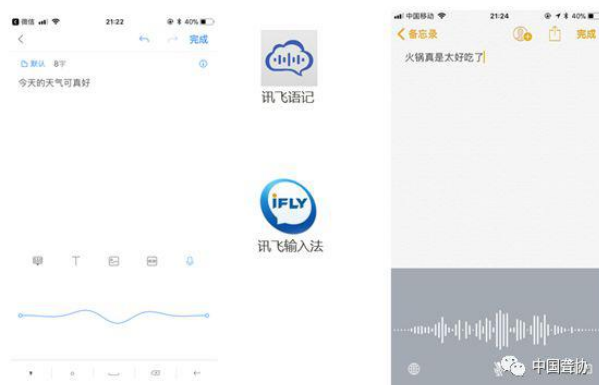 微信
21:22
40%
完成
默认 8字
今天的天气可真好
讯飞语记
iFLY
讯飞输入法
中国移动
21:24
40%
备忘录
完成
火锅真是太好吃了
中国聋协